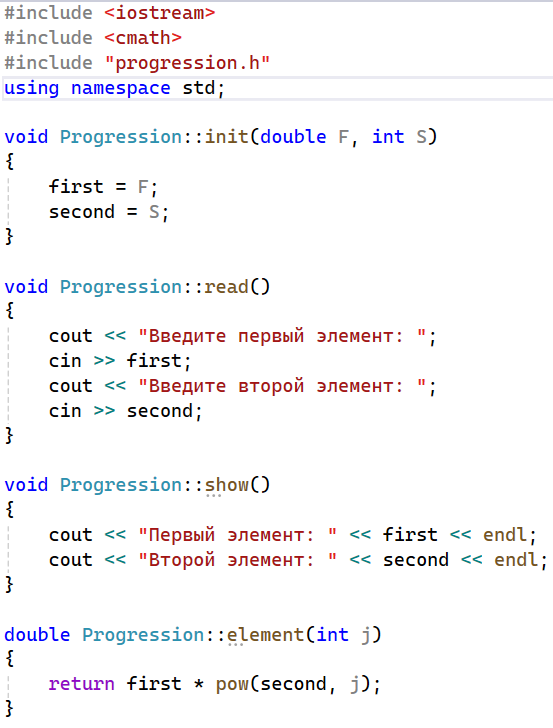 #include <iostream>
#include <cmath>
#include "progression.h"
using namespace std;

void Progression::init(double F, int S)
{
    first = F;
    second = S;
}

void Progression::read()
{
    cout << "Введите первый элемент: ";
    cin >> first;
    cout << "Введите второй элемент: ";
    cin >> second;
}

void Progression::show()
{
    cout << "Первый элемент: " << first << endl;
    cout << "Второй элемент: " << second << endl;
}

double Progression::element(int j)
{
    return first * pow(second, j);
}